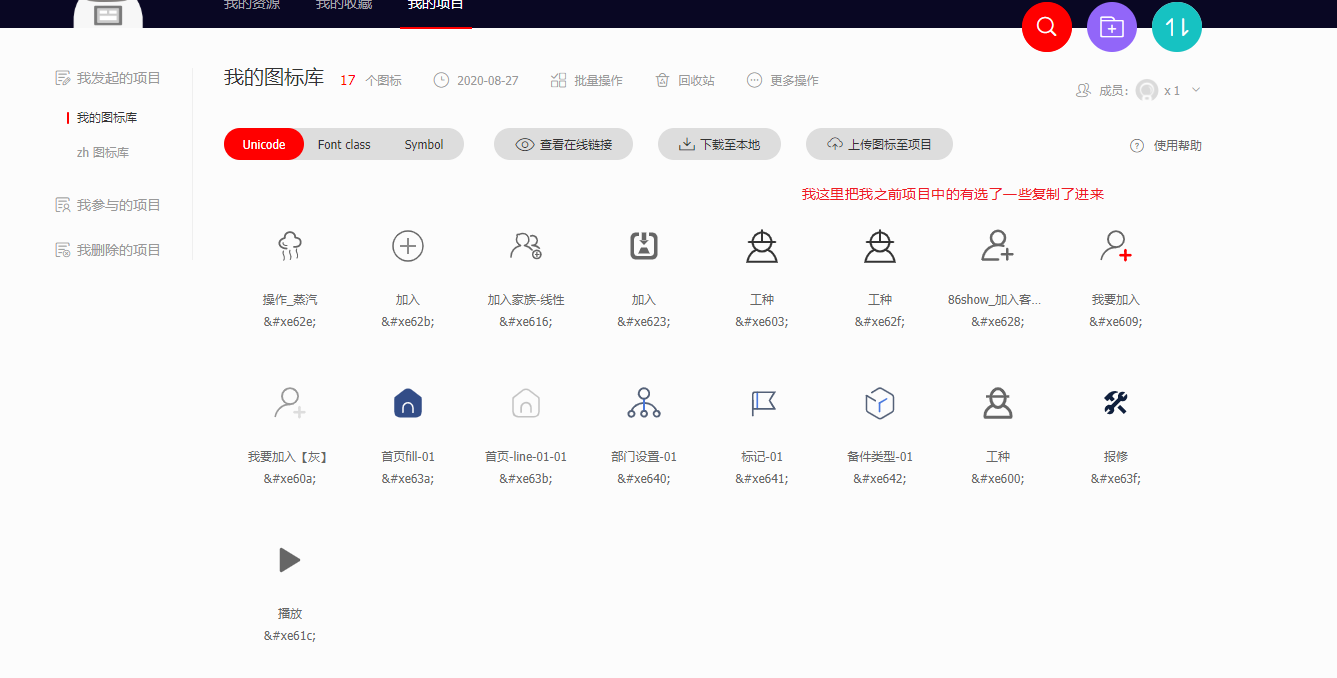 我的资源 我的收藏 我的项目
我发起的项目
我的图标库
zh 图标库
我参与的项目
我删除的项目
我的图标库 17 个图标 2020-08-27 批量操作 回收站 更多操作
成员: x 1
Unicode Font class Symbol 查看在线链接 下载至本地 上传图标至项目 使用帮助
我这里把我之前项目中的有选了一些复制了进来
操作_蒸汽 加入 加入家族-线性 加入 工种 工种 86show_加入客... 我要加入
&#xe62e; &#xe62b; &#xe616; &#xe623; &#xe603; &#xe62f; &#xe628; &#xe609;
我要加入【灰】 首页fill-01 首页-line-01-01 部门设置-01 标记-01 备件类型-01 工种 报修
&#xe60a; &#xe63a; &#xe63b; &#xe640; &#xe641; &#xe642; &#xe600; &#xe63f;
播放
&#xe61c;